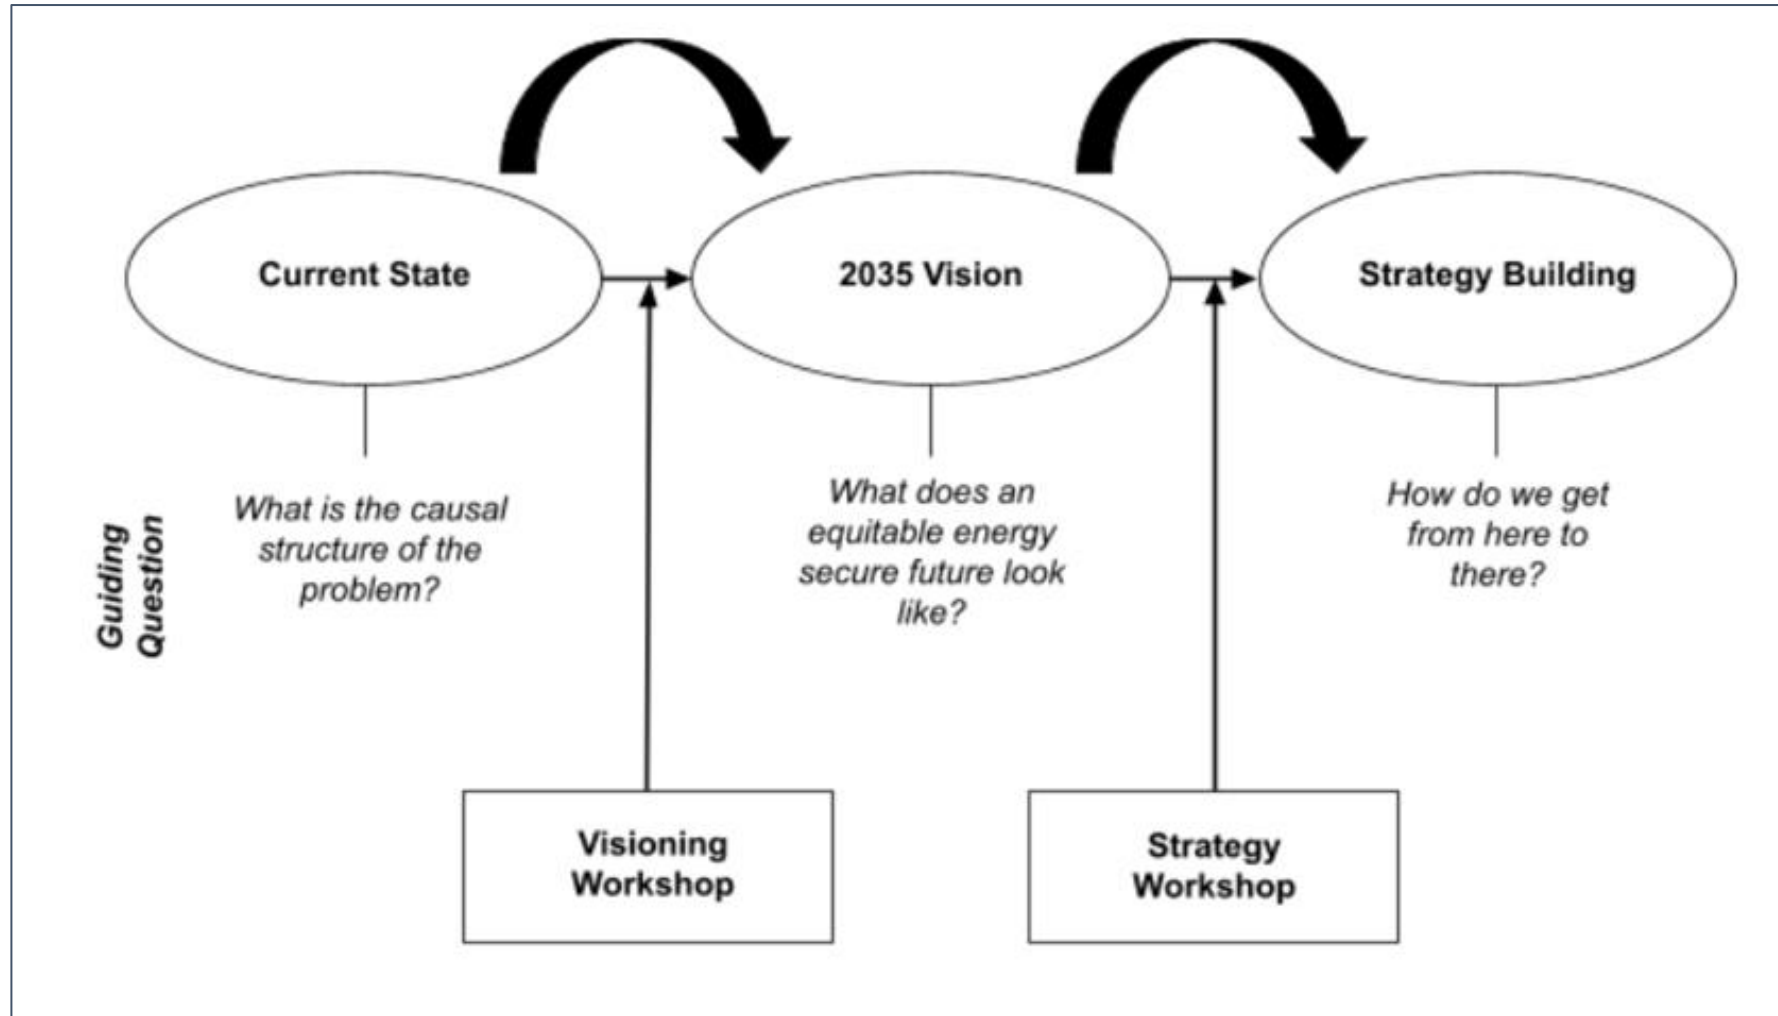 Current State
2035 Vision
Strategy Building
Guiding
Question
What is the causal
structure of the
problem?
What does an
equitable energy
secure future look
like?
How do we get
from here to
there?
Visioning
Workshop
Strategy
Workshop